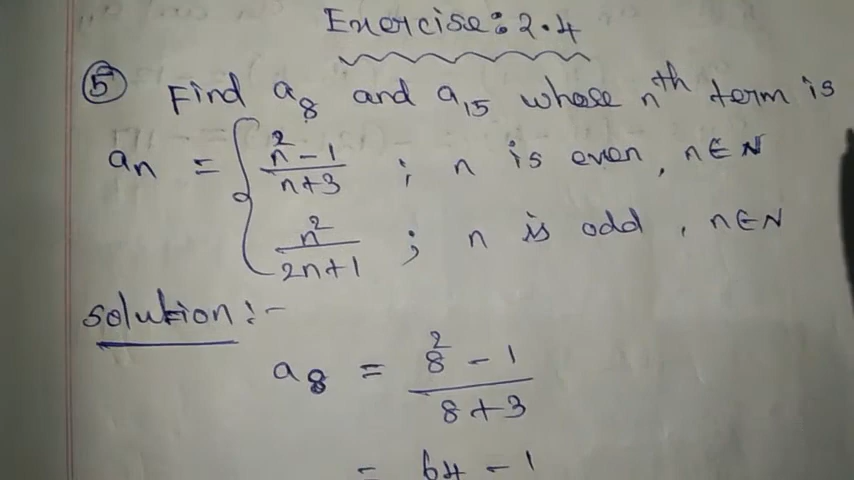 Exercise: 2.4
⑤ Find a₈ and a₁₅ whose nᵗʰ term is
aₙ = { (n² - 1)/(n+3) ; n is even, n ∈ N
n²/(2n+1) ; n is odd, n ∈ N
Solution :-
a₈ = (8² - 1)/(8 + 3)
= 64 - 1